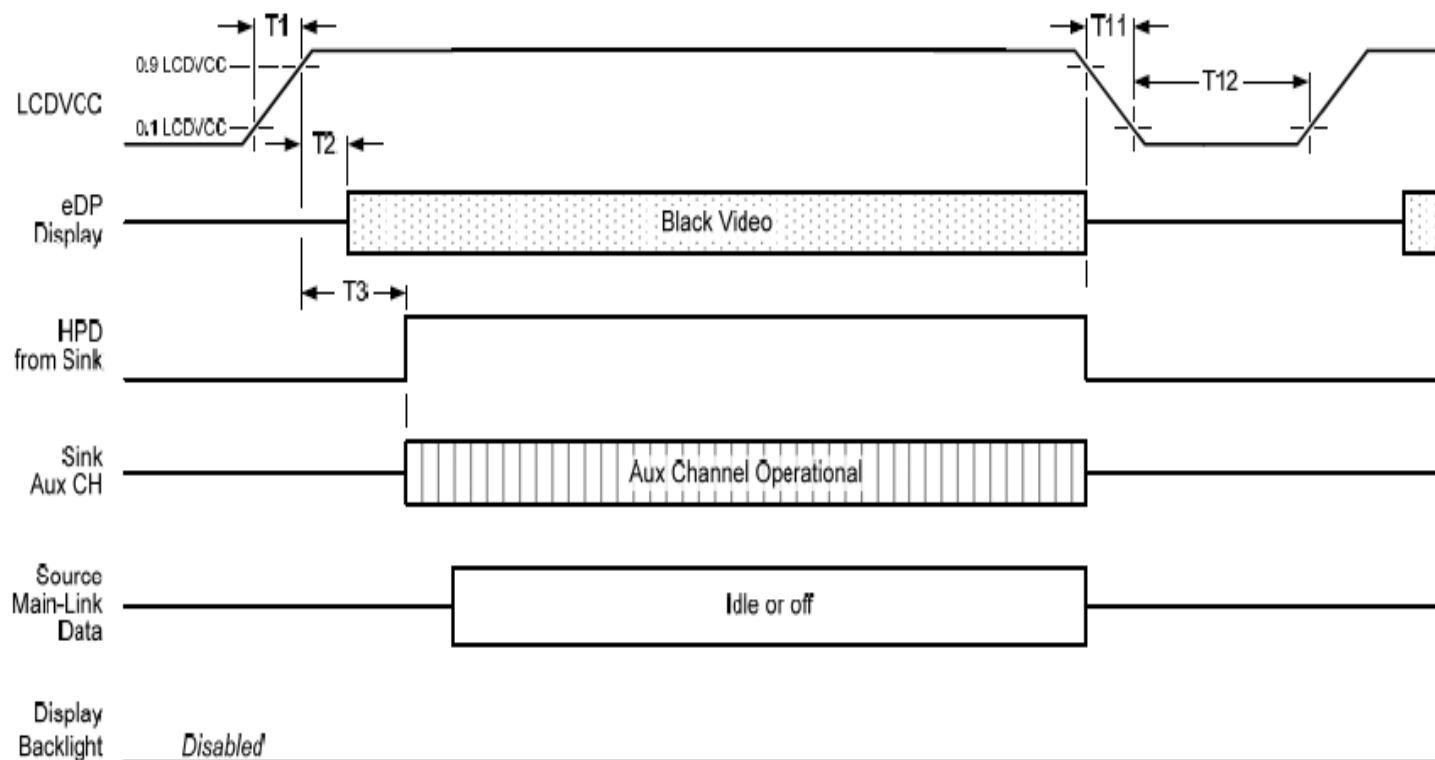 T1
T11
0.9 LCDVCC
LCDVCC
T12
0.1 LCDVCC
T2
eDP
Display
Black Video
T3
HPD
from Sink
Sink
Aux CH
Aux Channel Operational
Source
Main-Link
Data
Idle or off
Display
Backlight
Disabled